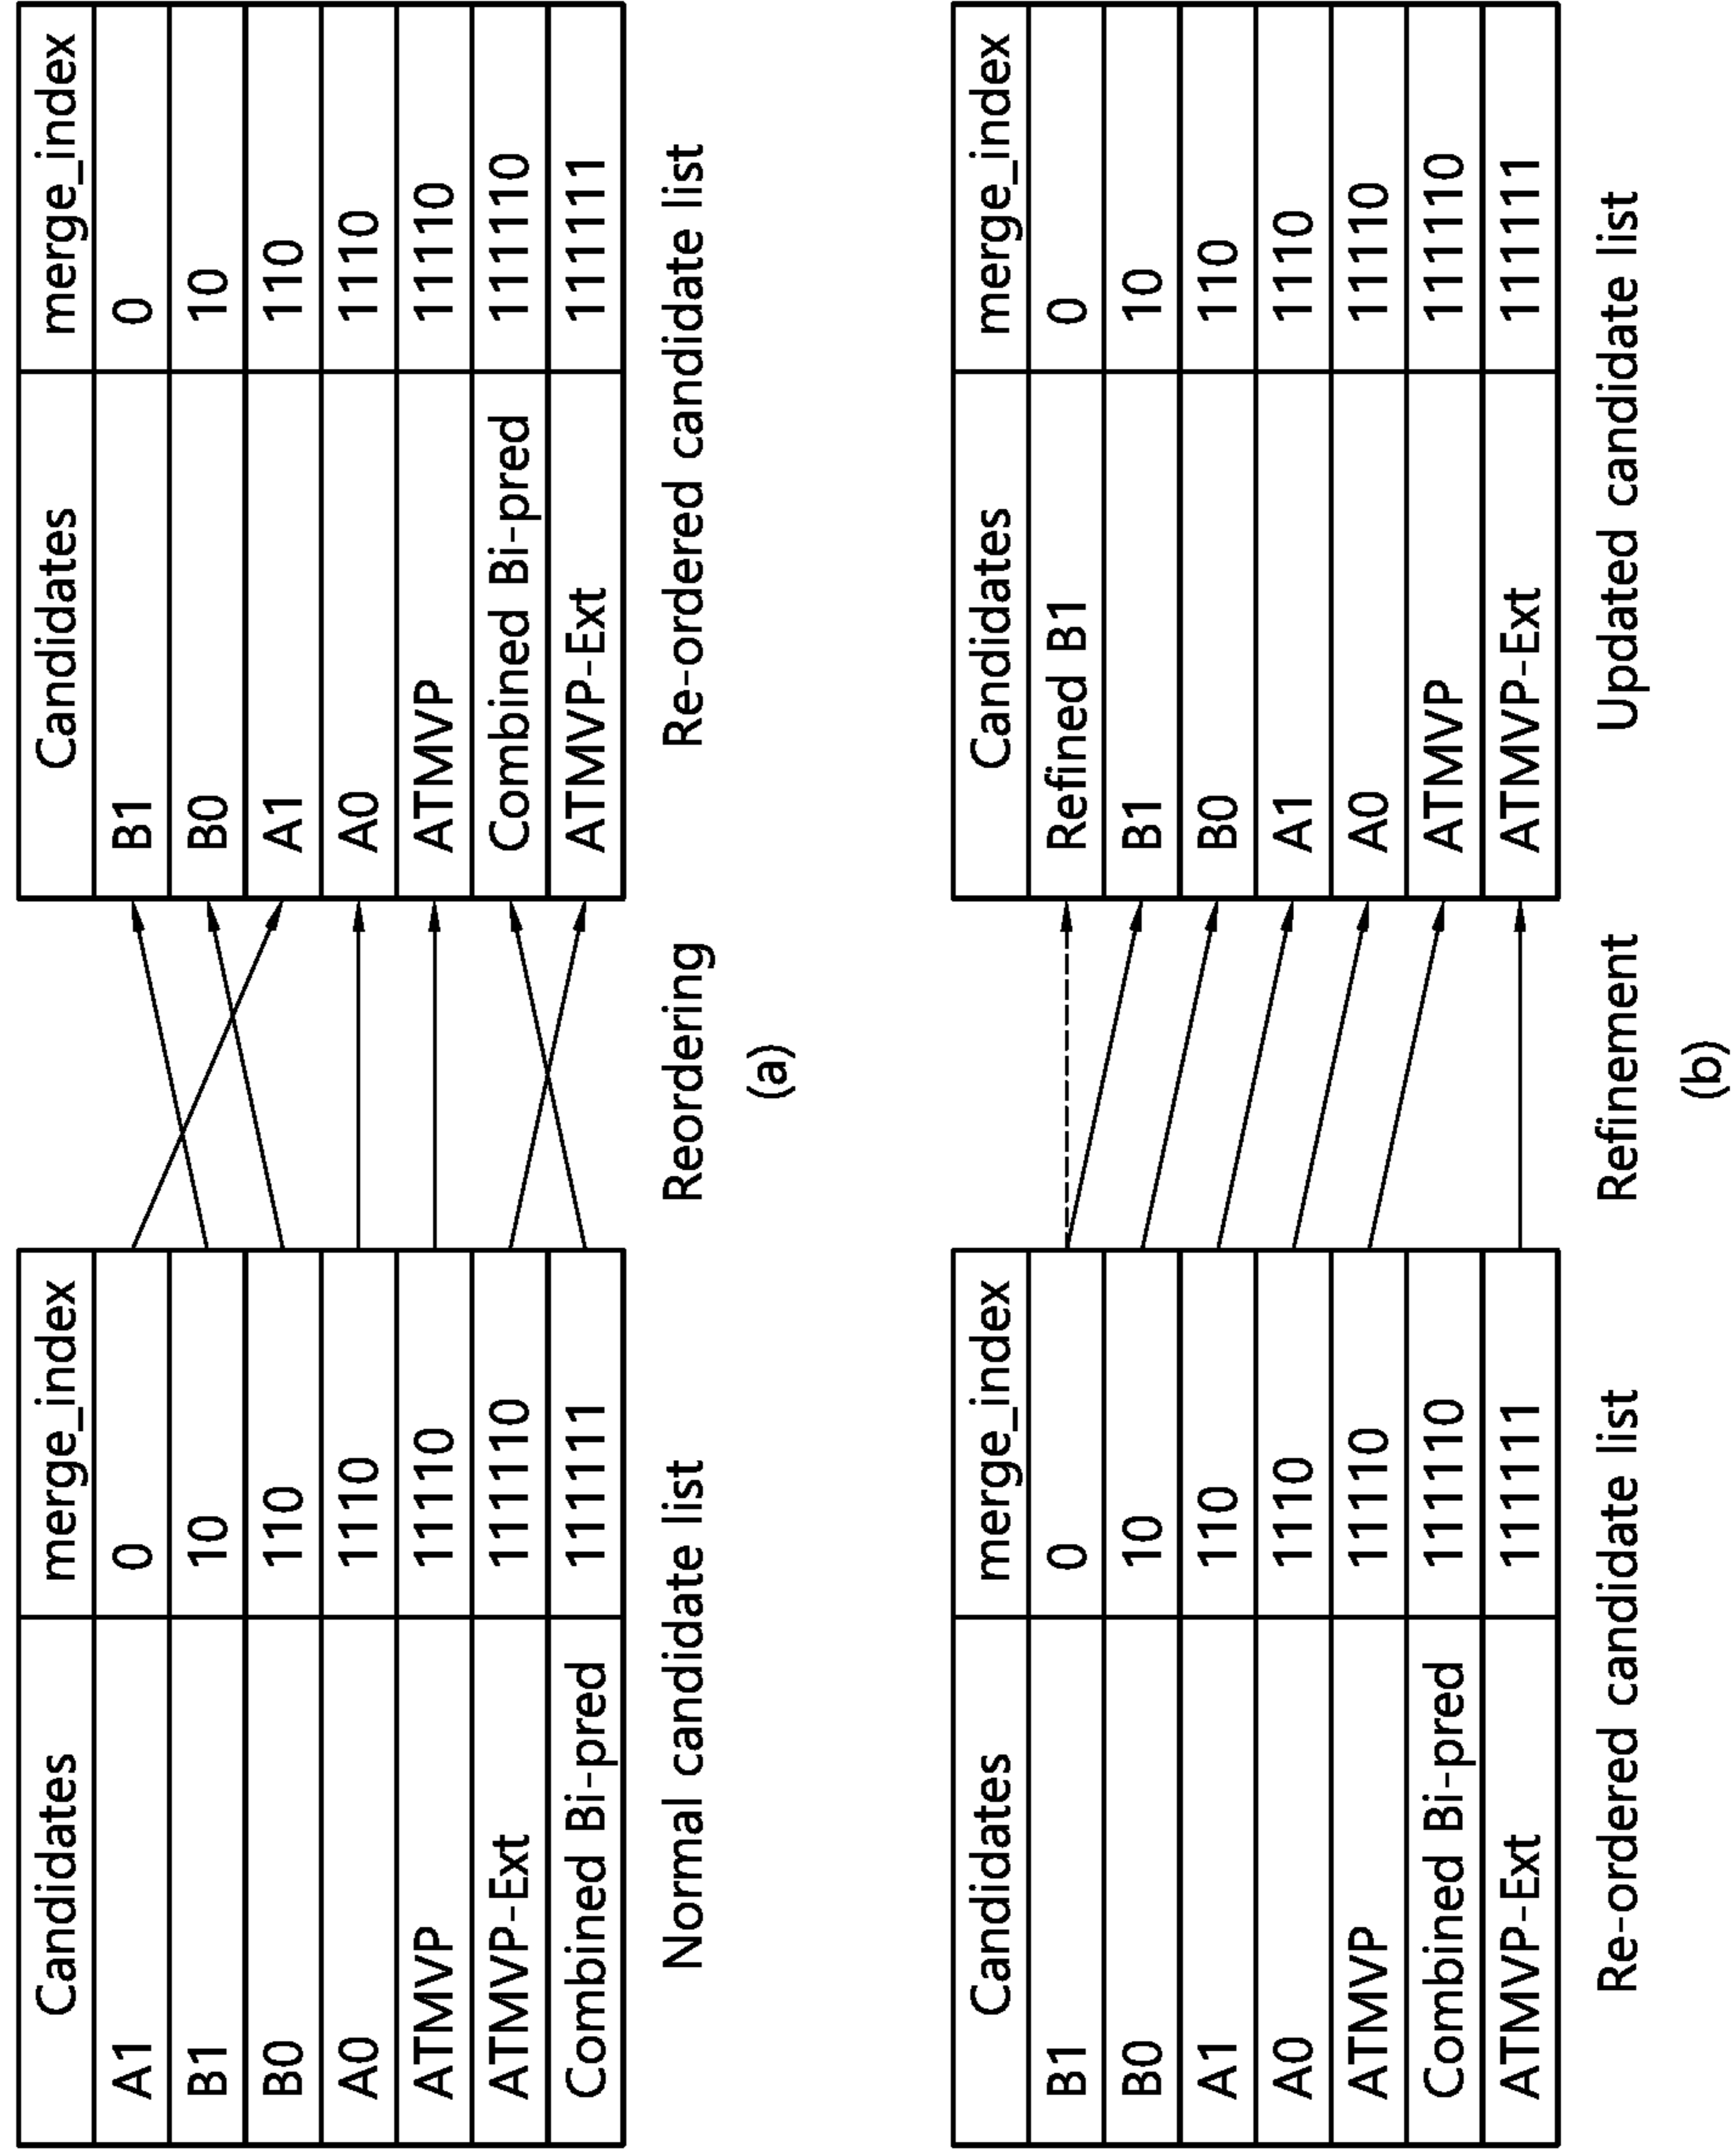 Candidates merge_index
A1 0
B1 10
B0 110
A0 1110
ATMVP 11110
ATMVP-Ext 111110
Combined Bi-pred 111111
Normal candidate list
Reordering
Candidates merge_index
B1 0
B0 10
A1 110
A0 1110
ATMVP 11110
Combined Bi-pred 111110
ATMVP-Ext 111111
Re-ordered candidate list
(a)
Candidates merge_index
B1 0
B0 10
A1 110
A0 1110
ATMVP 11110
Combined Bi-pred 111110
ATMVP-Ext 111111
Re-ordered candidate list
Refinement
Candidates merge_index
Refined B1 0
B1 10
B0 110
A1 1110
A0 11110
ATMVP 111110
ATMVP-Ext 111111
Updated candidate list
(b)